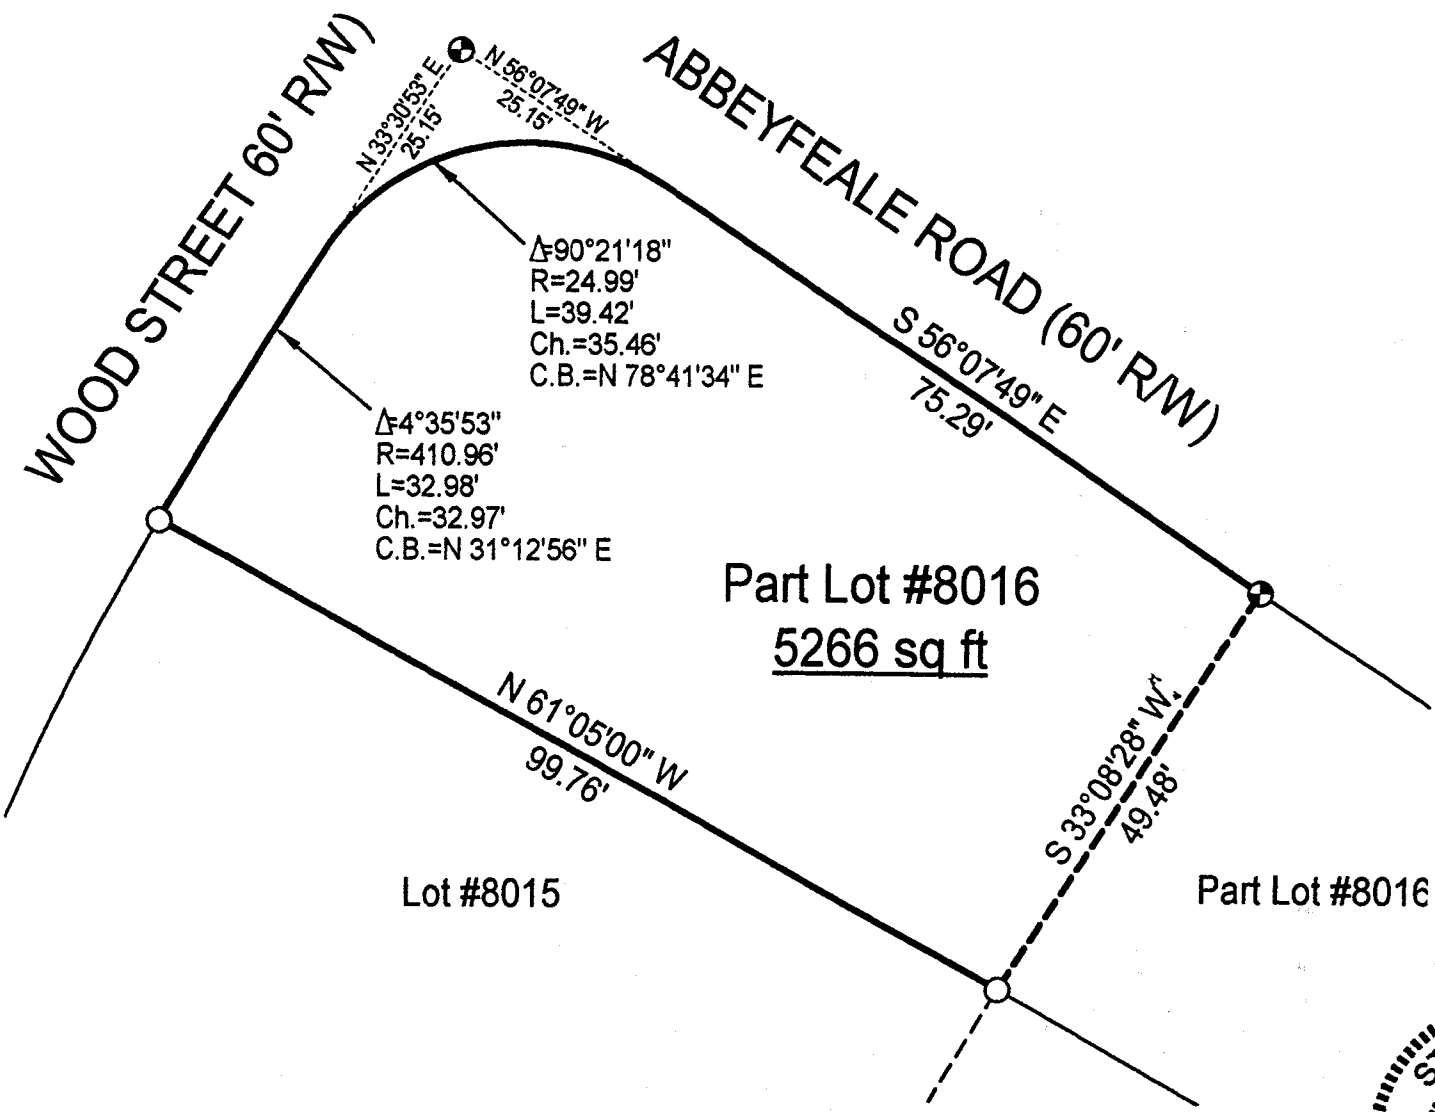 WOOD STREET 60' R/W)
N 33°30'53" E
25.15'
N 56°07'49" W
25.15'
ABBEYFEALE ROAD (60' R/W)
Δ=90°21'18"
R=24.99'
L=39.42'
Ch.=35.46'
C.B.=N 78°41'34" E
S 56°07'49" E
75.29'
Δ=4°35'53"
R=410.96'
L=32.98'
Ch.=32.97'
C.B.=N 31°12'56" E
Part Lot #8016
5266 sq ft
N 61°05'00" W
99.76'
S 33°08'28" W
49.48'
Lot #8015
Part Lot #8016